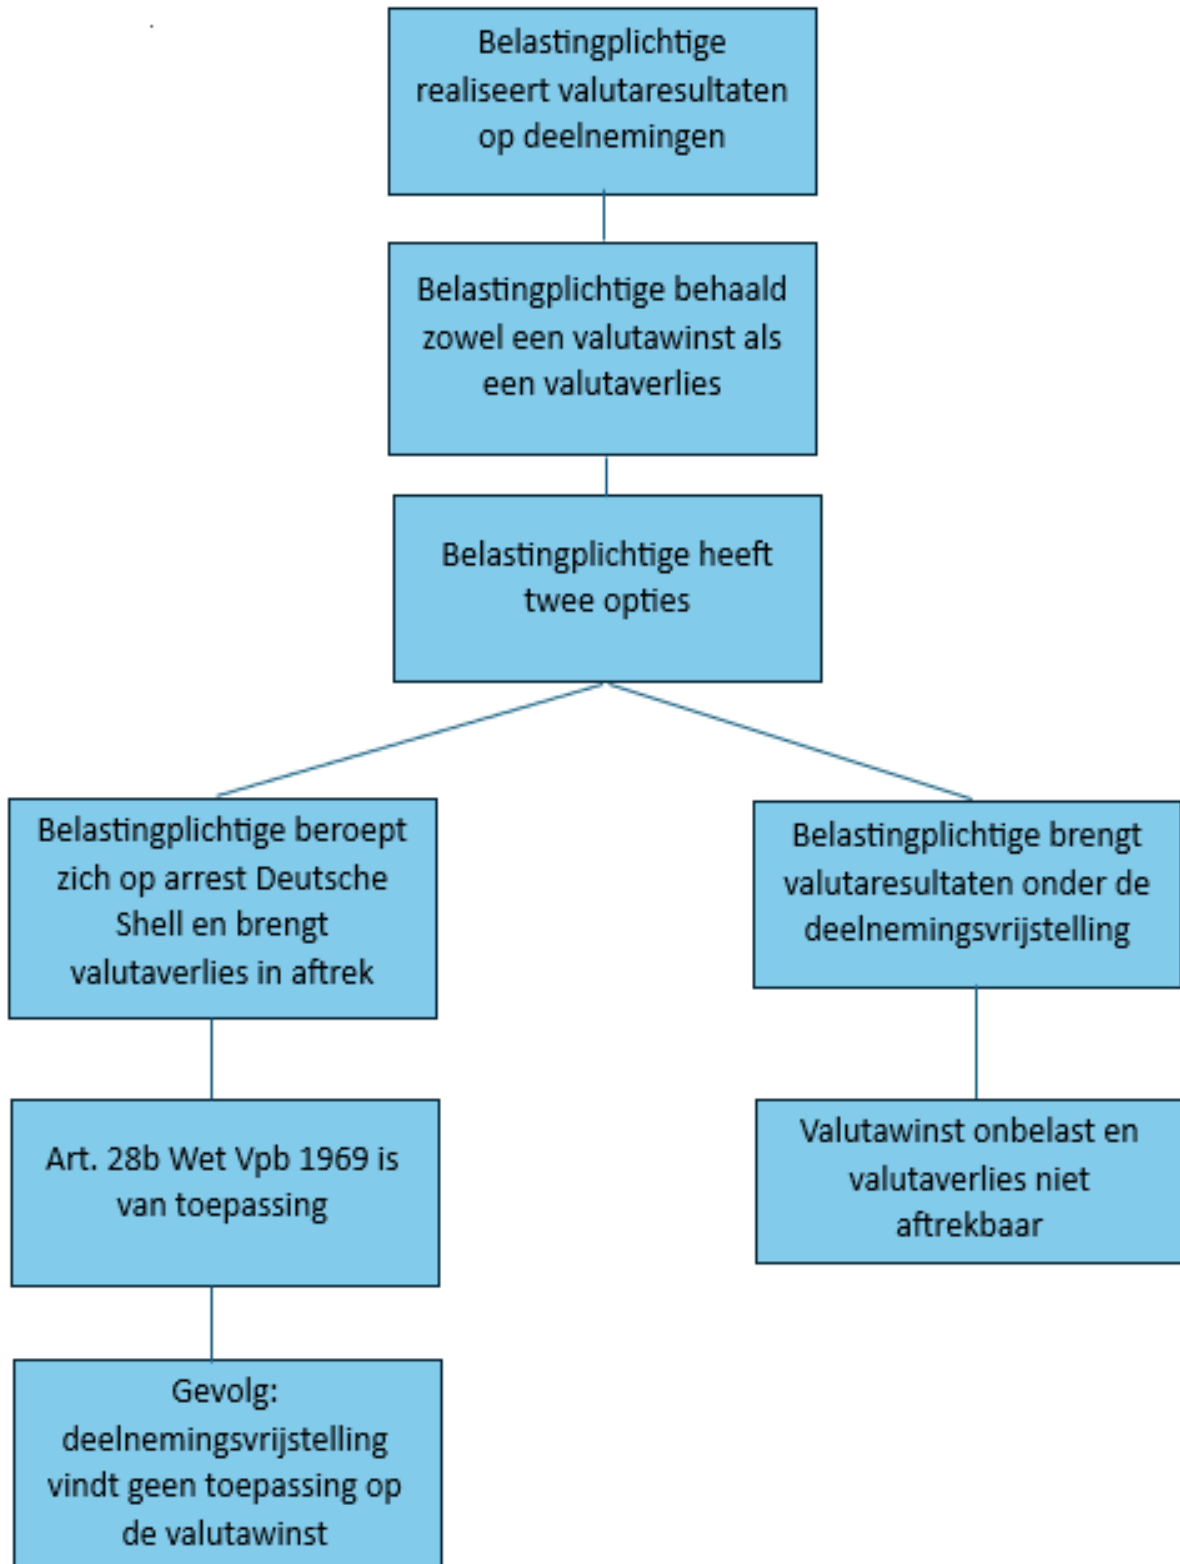 Belastingplichtige
realiseert valutaresultaten
op deelnemingen
Belastingplichtige behaald
zowel een valutawinst als
een valutaverlies
Belastingplichtige heeft
twee opties
Belastingplichtige beroept
zich op arrest Deutsche
Shell en brengt
valutaverlies in aftrek
Belastingplichtige brengt
valutaresultaten onder de
deelnemingsvrijstelling
Art. 28b Wet Vpb 1969 is
van toepassing
Valutawinst onbelast en
valutaverlies niet
aftrekbaar
Gevolg:
deelnemingsvrijstelling
vindt geen toepassing op
de valutawinst